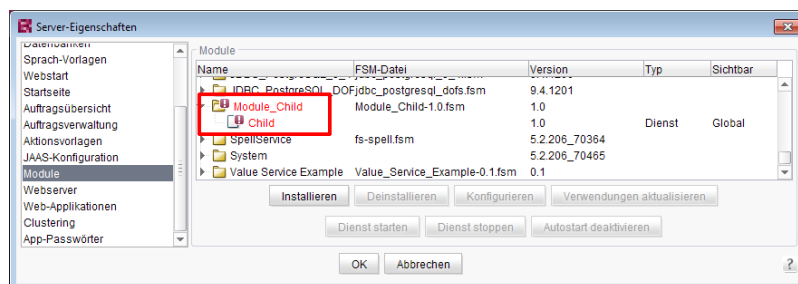 Server-Eigenschaften
Datenbanken
Sprach-Vorlagen
Webstart
Startseite
Auftragsübersicht
Auftragsverwaltung
Aktionsvorlagen
JAAS-Konfiguration
Module
Webserver
Web-Applikationen
Clustering
App-Passwörter
Module
Name FSM-Datei Version Typ Sichtbar
JDBC_PostgreSQL_DOF jdbc_postgresql_dofs.fsm 9.4.1201
Module_Child Module_Child-1.0.fsm 1.0
Child 1.0 Dienst Global
SpellService fs-spell.fsm 5.2.206_70364
System 5.2.206_70465
Value Service Example Value_Service_Example-0.1.fsm 0.1
Installieren Deinstallieren Konfigurieren Verwendungen aktualisieren
Dienst starten Dienst stoppen Autostart deaktivieren
OK Abbrechen ?